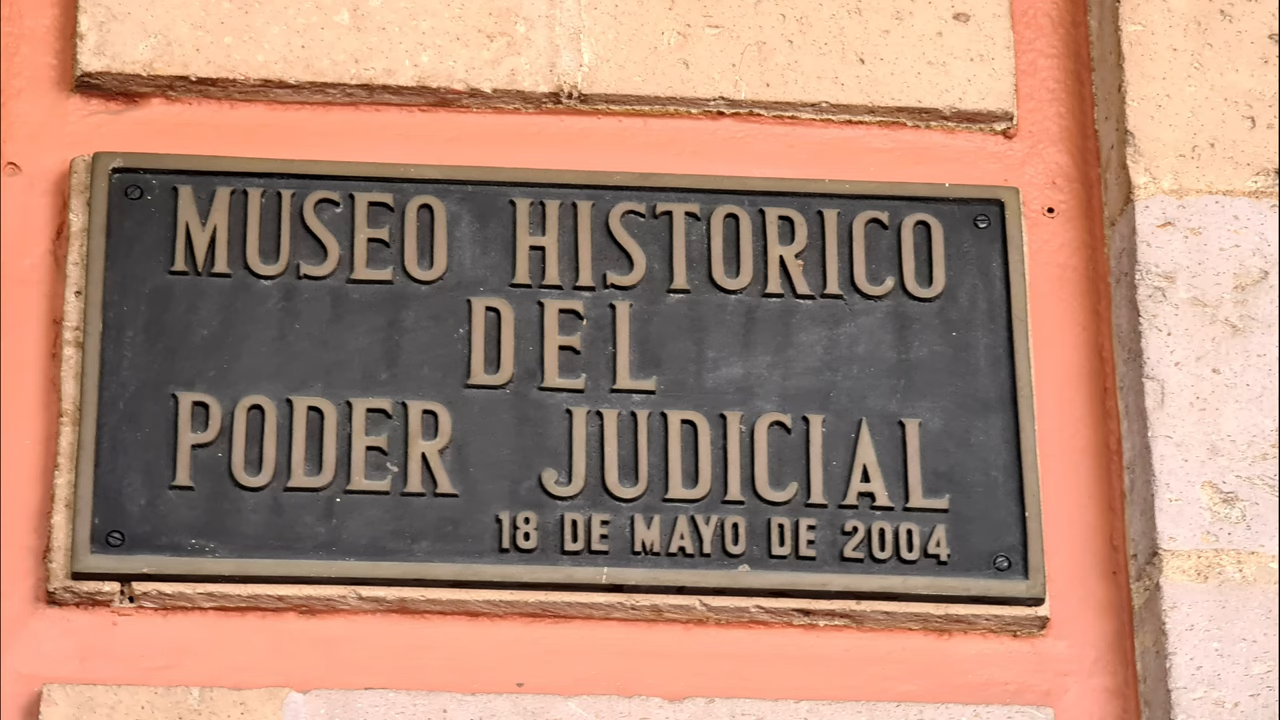 MUSEO HISTORICO
DEL
PODER JUDICIAL
18 DE MAYO DE 2004